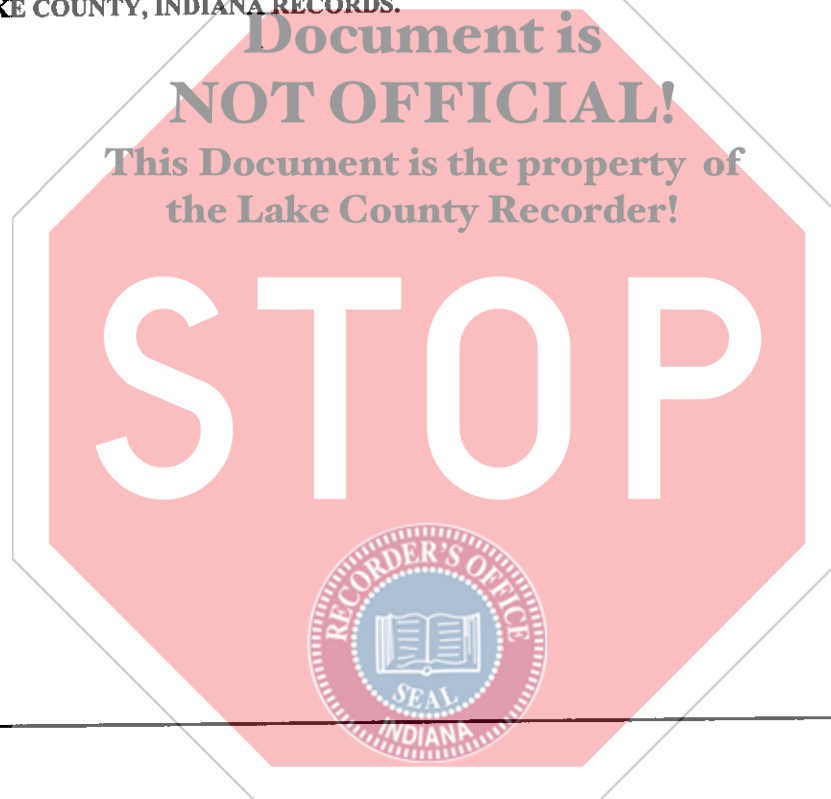 KE COUNTY, INDIANA RECORDS.
Document is
NOT OFFICIAL!
This Document is the property of
the Lake County Recorder!
STOP
RECORDER'S OFFICE
SEAL
INDIANA